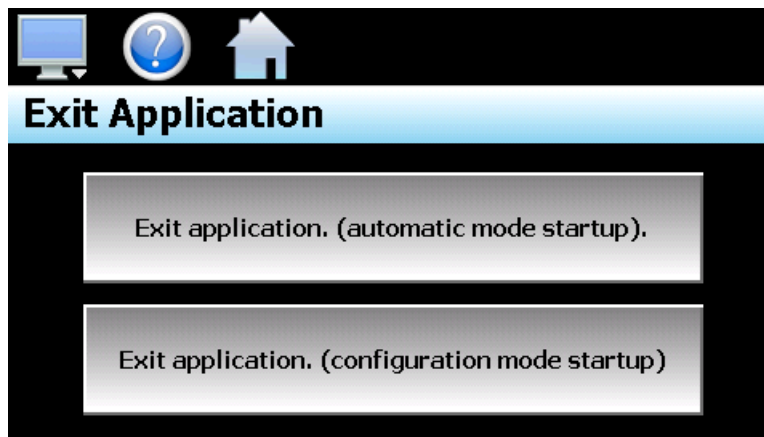 ?
Exit Application
Exit application. (automatic mode startup).
Exit application. (configuration mode startup)